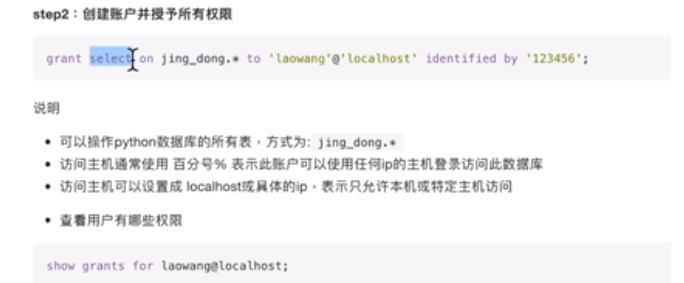 step2：创建账户并授予所有权限
grant select on jing_dong.* to 'laowang'@'localhost' identified by '123456';
说明
• 可以操作python数据库的所有表，方式为: jing_dong.*
• 访问主机通常使用 百分号% 表示此账户可以使用任何ip的主机登录访问此数据库
• 访问主机可以设置成 localhost或具体的ip，表示只允许本机或特定主机访问
• 查看用户有哪些权限
show grants for laowang@localhost;